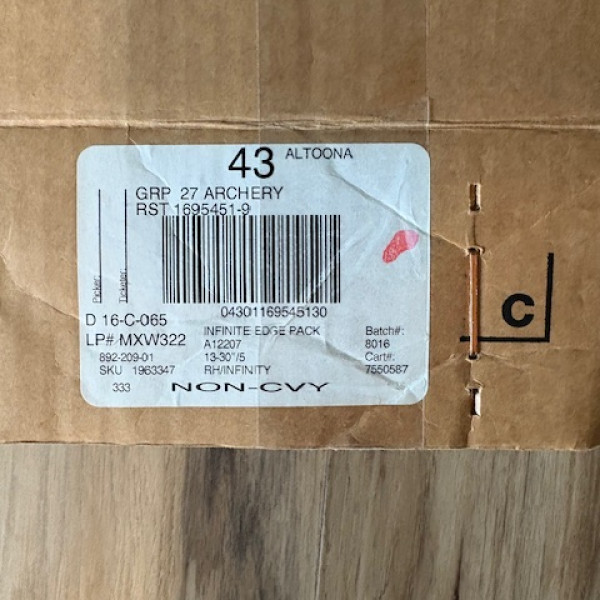 43 ALTOONA
GRP 27 ARCHERY
RST 1695451-9
Picker:
Ticketer:
04301169545130
D 16-C-065
LP# MXW322
INFINITE EDGE PACK
Batch#:
892-209-01
A12207
8016
SKU 1963347
13-30"/5
Cart#:
RH/INFINITY
7550587
333
NON-CVY
C